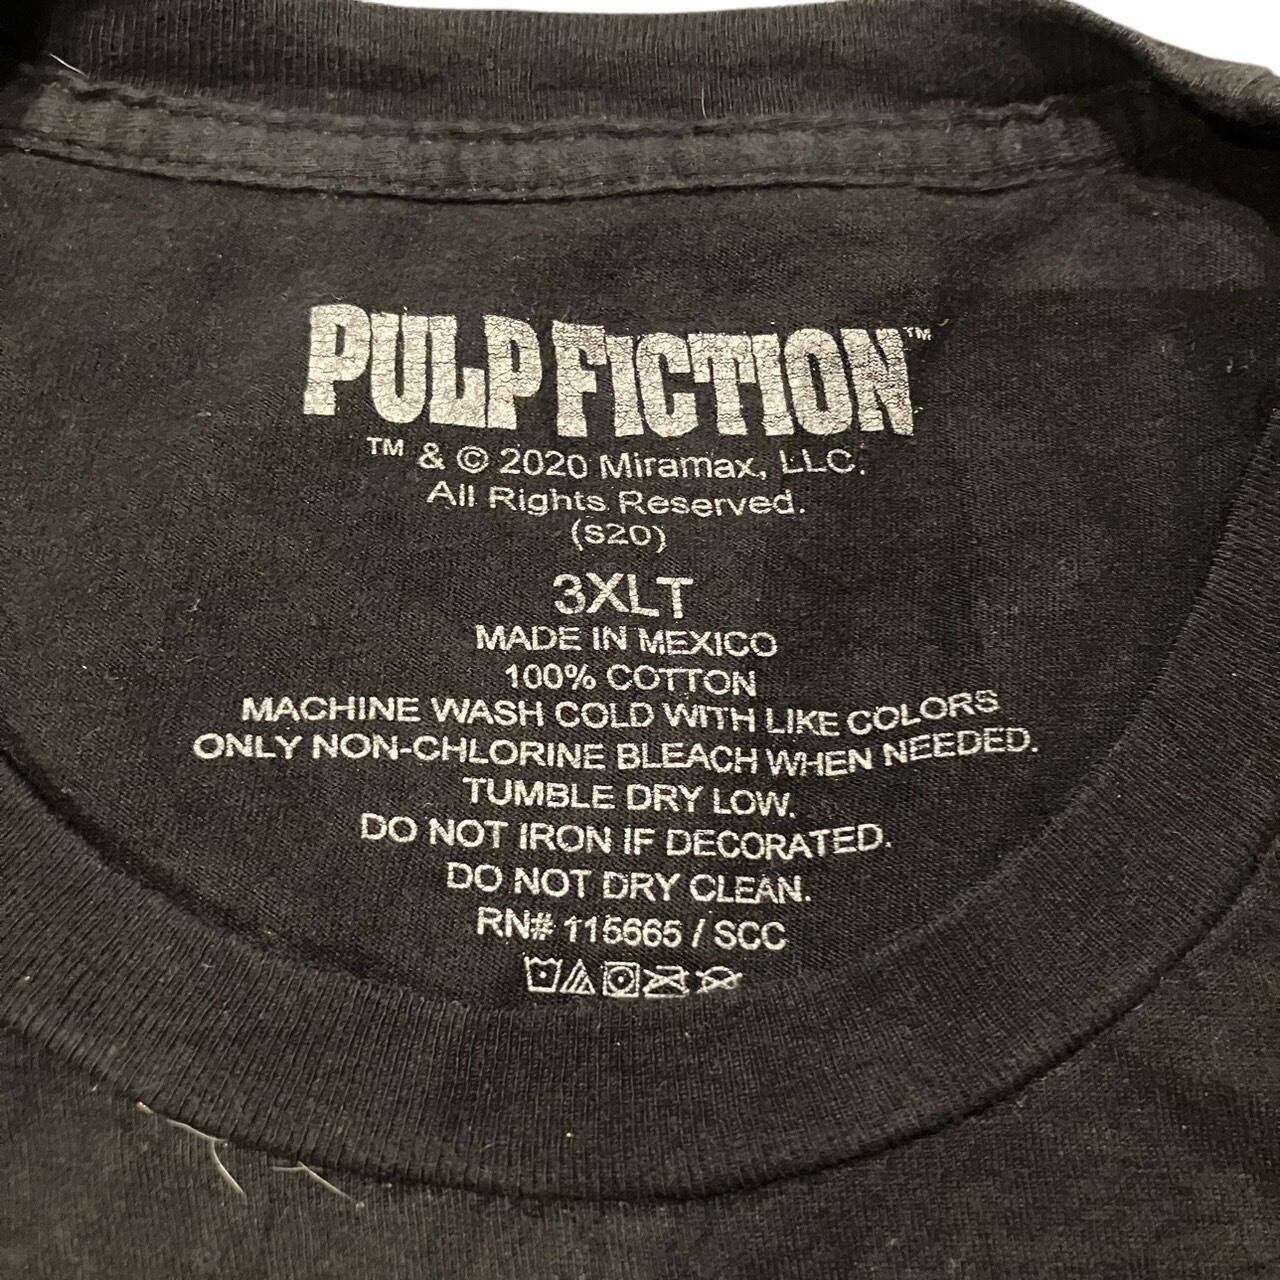 PULP FICTION™
™ & © 2020 Miramax, LLC.
All Rights Reserved.
(s20)
3XLT
MADE IN MEXICO
100% COTTON
MACHINE WASH COLD WITH LIKE COLORS
ONLY NON-CHLORINE BLEACH WHEN NEEDED.
TUMBLE DRY LOW.
DO NOT IRON IF DECORATED.
DO NOT DRY CLEAN.
RN# 115665 / SCC